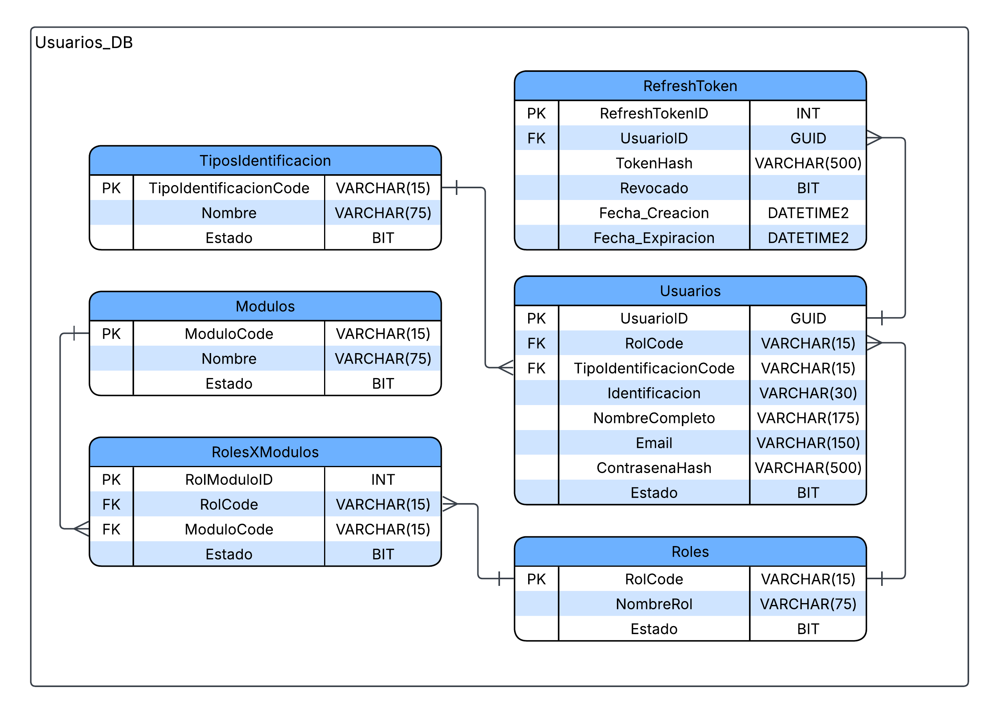 Usuarios_DB
TiposIdentificacion
PK TipoIdentificacionCode VARCHAR(15)
Nombre VARCHAR(75)
Estado BIT
Modulos
PK ModuloCode VARCHAR(15)
Nombre VARCHAR(75)
Estado BIT
RolesXModulos
PK RolModuloID INT
FK RolCode VARCHAR(15)
FK ModuloCode VARCHAR(15)
Estado BIT
RefreshToken
PK RefreshTokenID INT
FK UsuarioID GUID
TokenHash VARCHAR(500)
Revocado BIT
Fecha_Creacion DATETIME2
Fecha_Expiracion DATETIME2
Usuarios
PK UsuarioID GUID
FK RolCode VARCHAR(15)
FK TipoIdentificacionCode VARCHAR(15)
Identificacion VARCHAR(30)
NombreCompleto VARCHAR(175)
Email VARCHAR(150)
ContrasenaHash VARCHAR(500)
Estado BIT
Roles
PK RolCode VARCHAR(15)
NombreRol VARCHAR(75)
Estado BIT